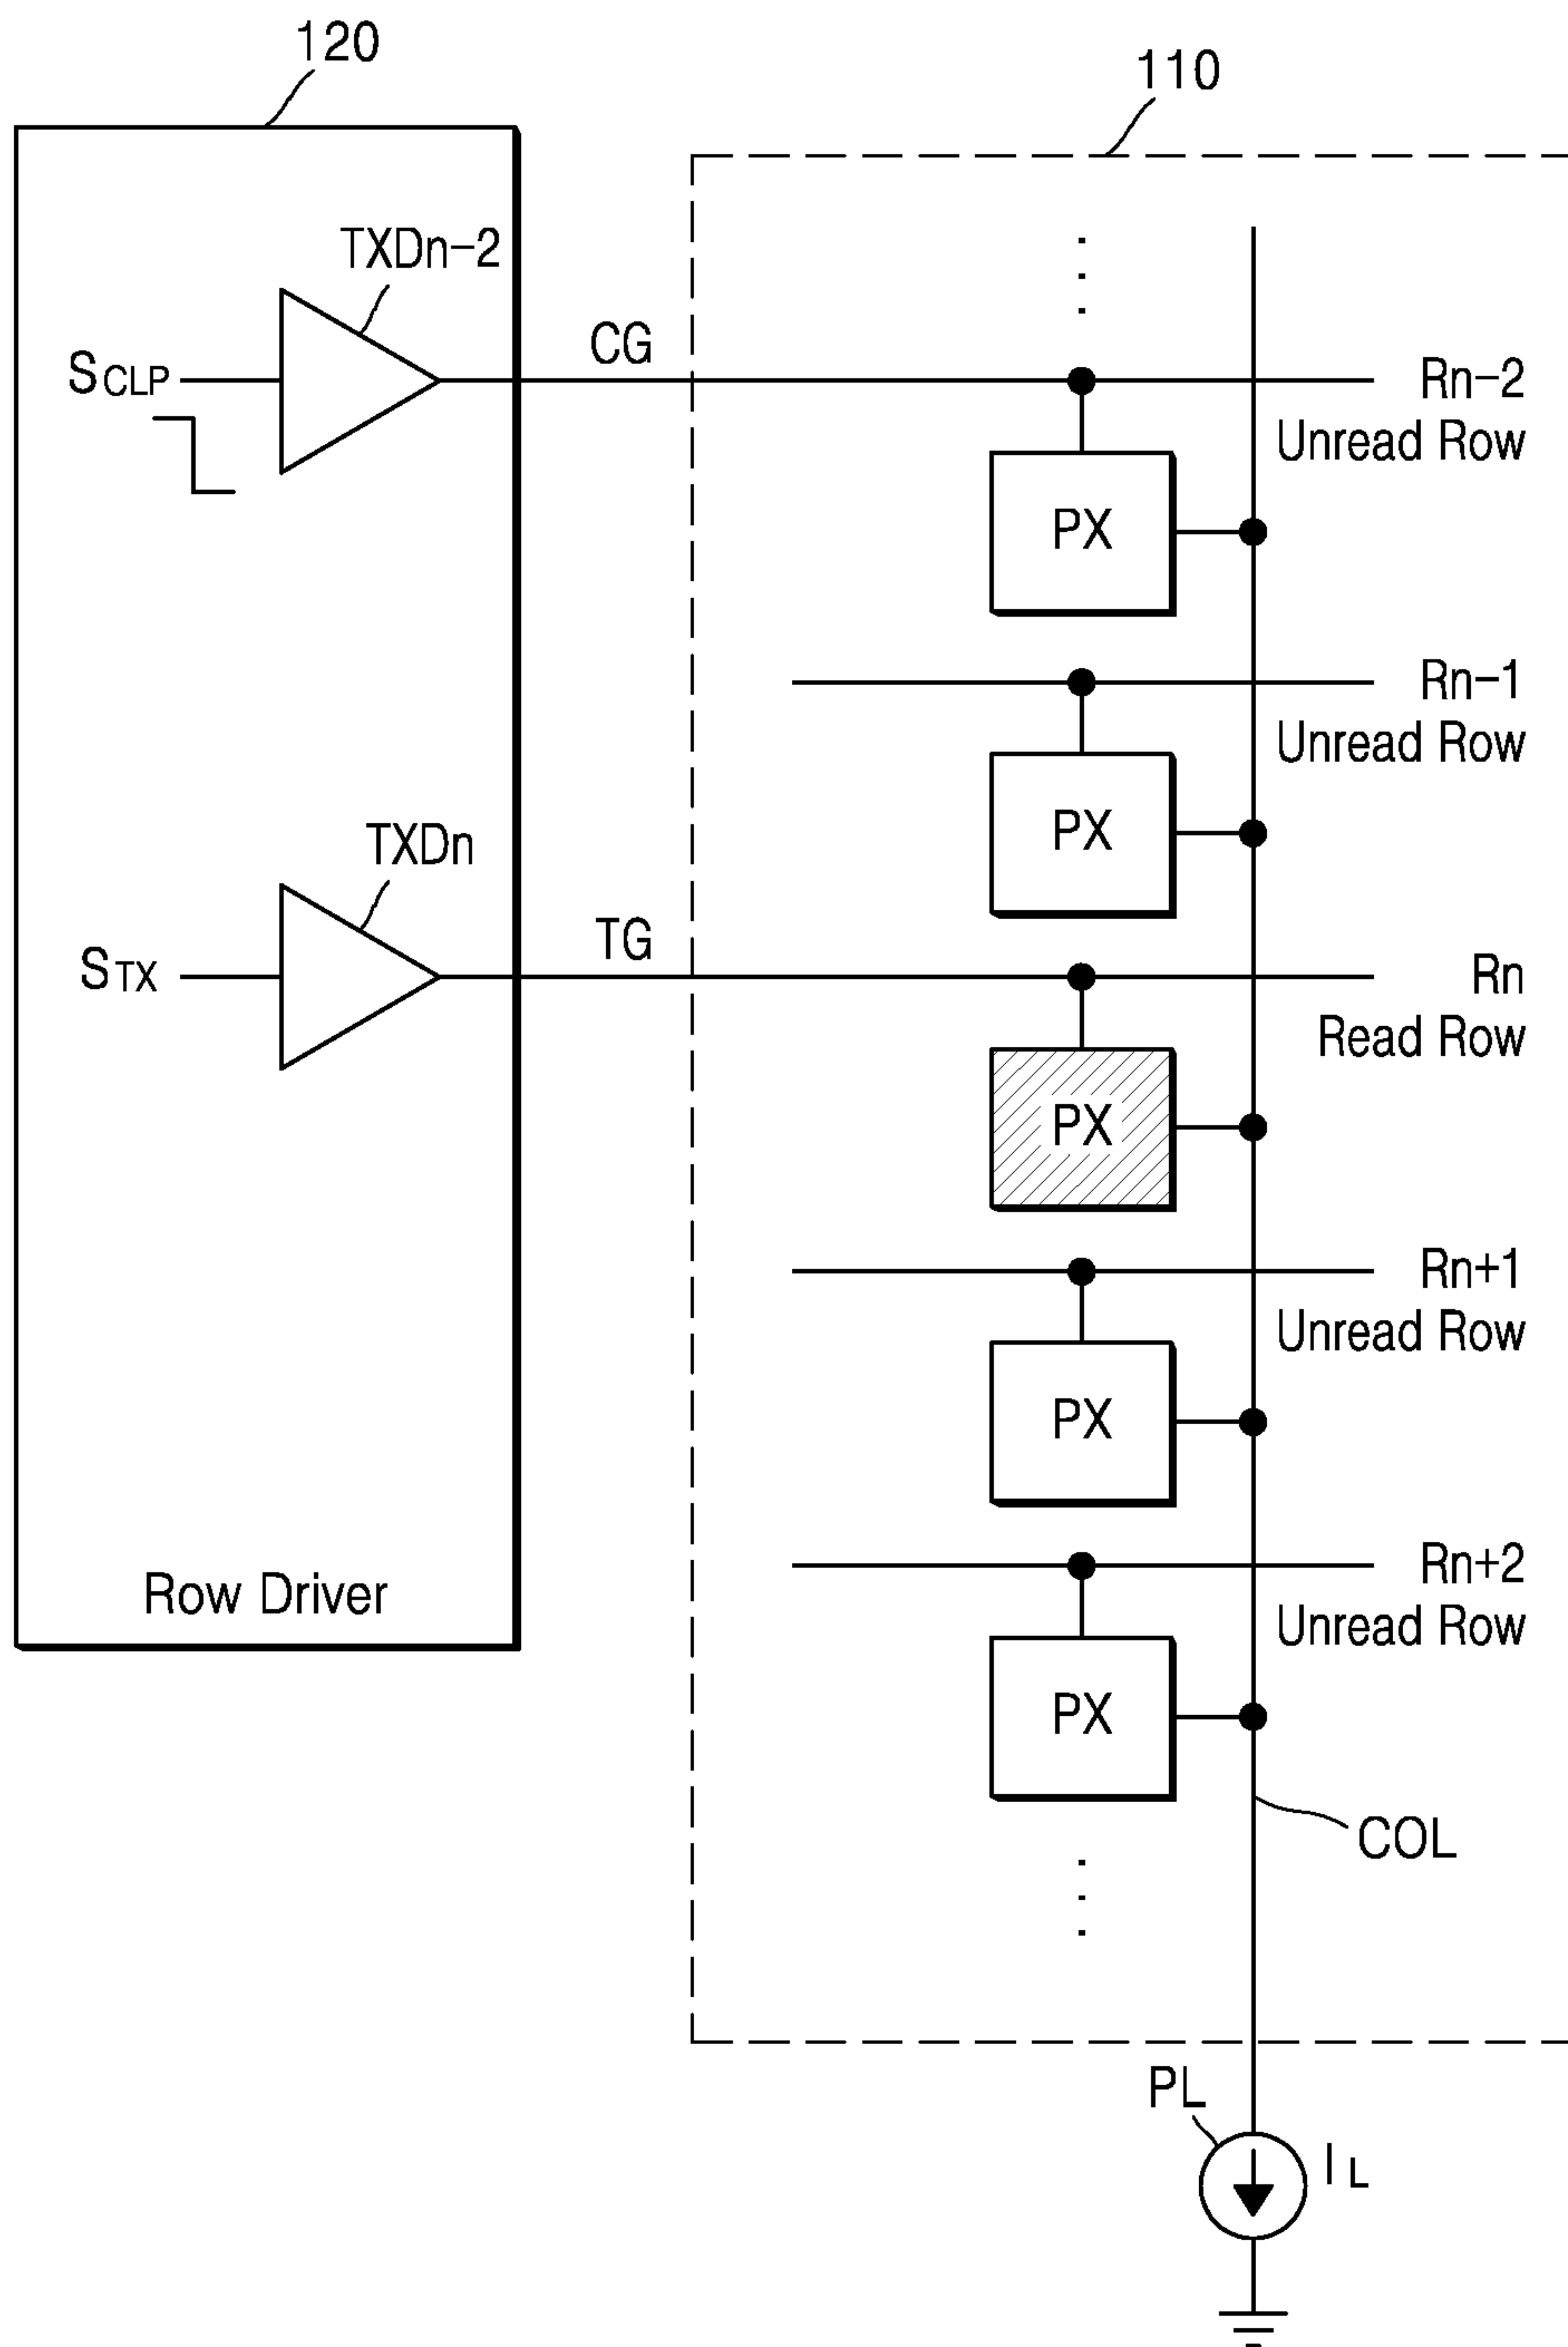 120
110
TXDn-2
SCLP
CG
Rn-2
Unread Row
PX
Rn-1
Unread Row
PX
TXDn
STX
TG
Rn
Read Row
PX
Rn+1
Unread Row
PX
Rn+2
Unread Row
Row Driver
PX
COL
PL
IL